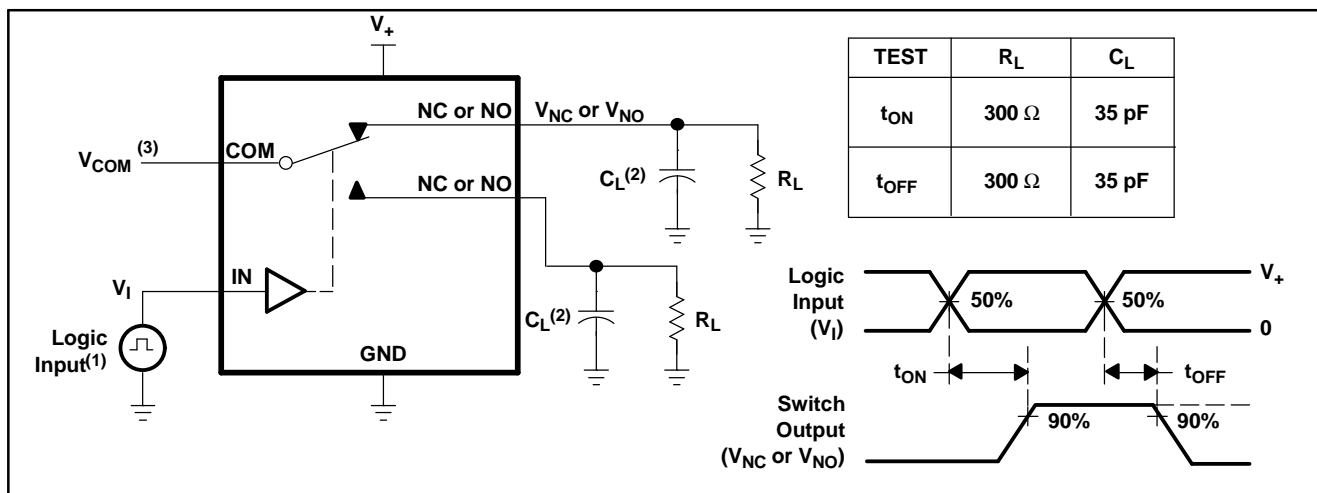 V+
NC or NO
VNC or VNO
VCOM (3)
COM
CL(2)
RL
NC or NO
VI
IN
CL(2)
RL
Logic
Input(1)
GND
TEST RL CL
tON 300 Ω 35 pF
tOFF 300 Ω 35 pF
Logic
Input
(VI)
50%
50%
V+
0
tON
tOFF
Switch
Output
(VNC or VNO)
90%
90%